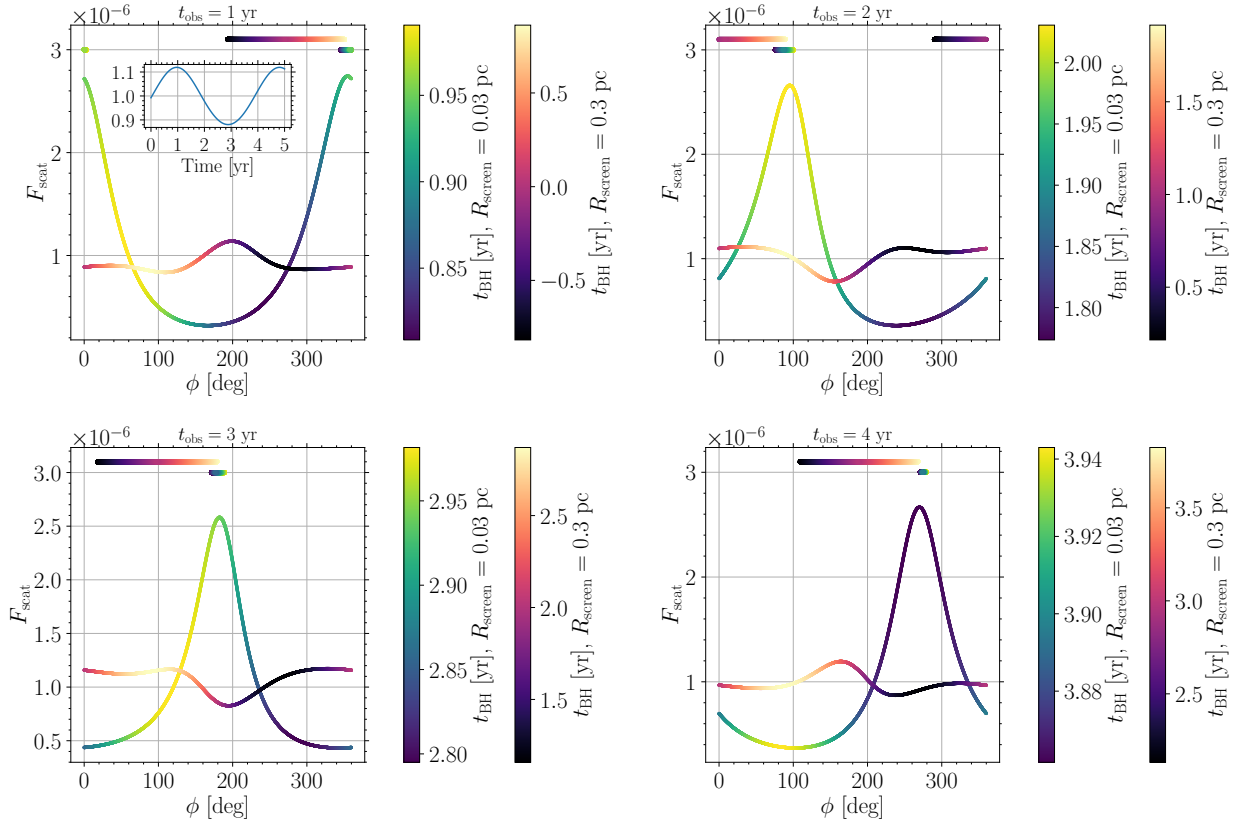 ×10⁻⁶
t_obs = 1 yr
3
2
1
F_scat
1.1
1.0
0.9
0 1 2 3 4 5
Time [yr]
0 100 200 300
ϕ [deg]
0.95
0.90
0.85
t_BH [yr], R_screen = 0.03 pc
0.5
0.0
−0.5
t_BH [yr], R_screen = 0.3 pc
×10⁻⁶
t_obs = 2 yr
3
2
1
F_scat
0 100 200 300
ϕ [deg]
2.00
1.95
1.90
1.85
1.80
t_BH [yr], R_screen = 0.03 pc
1.5
1.0
0.5
t_BH [yr], R_screen = 0.3 pc
×10⁻⁶
t_obs = 3 yr
3.0
2.5
2.0
1.5
1.0
0.5
F_scat
0 100 200 300
ϕ [deg]
2.95
2.90
2.85
2.80
t_BH [yr], R_screen = 0.03 pc
2.5
2.0
1.5
t_BH [yr], R_screen = 0.3 pc
×10⁻⁶
t_obs = 4 yr
3
2
1
F_scat
0 100 200 300
ϕ [deg]
3.94
3.92
3.90
3.88
t_BH [yr], R_screen = 0.03 pc
3.5
3.0
2.5
t_BH [yr], R_screen = 0.3 pc